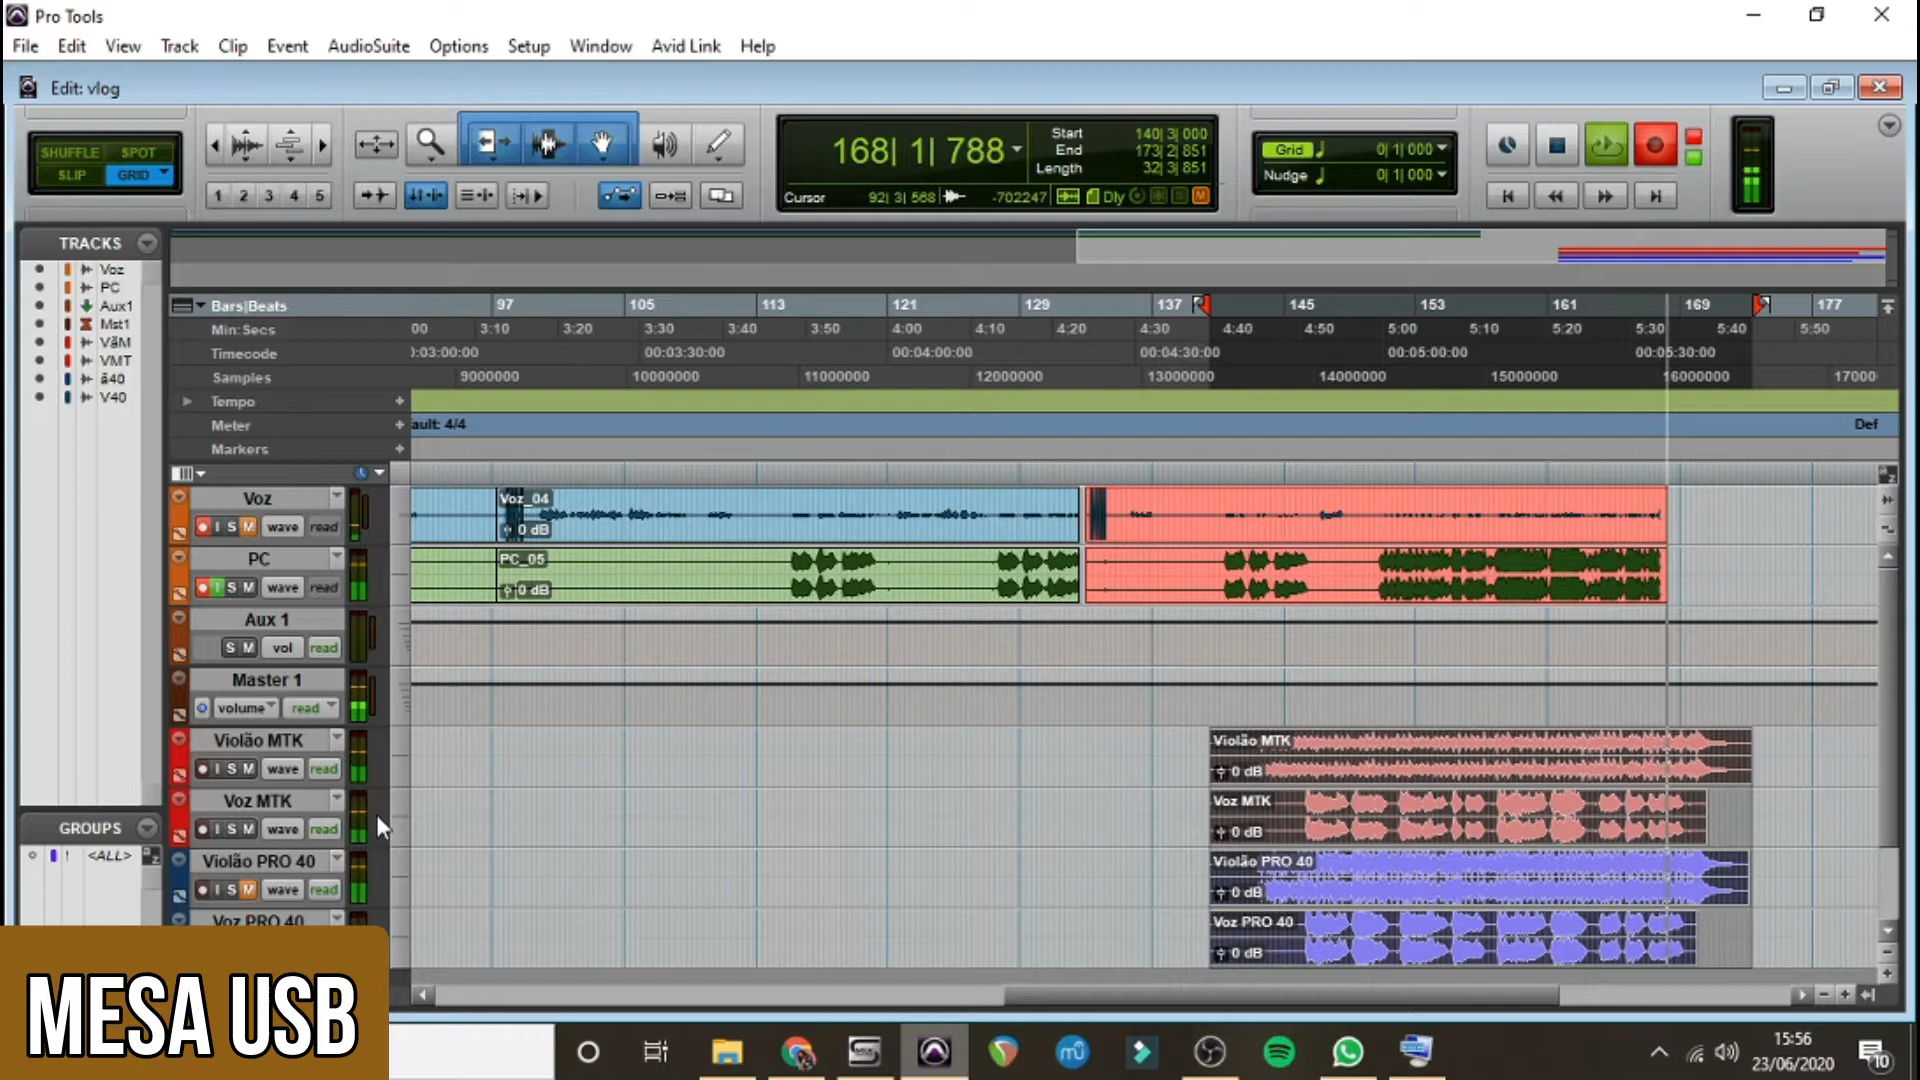 Pro Tools
File Edit View Track Clip Event AudioSuite Options Setup Window Avid Link Help
Edit: vlog
SHUFFLE SPOT
SLIP GRID
1 2 3 4 5
168| 1| 788
Start 140| 3| 000
End 173| 2| 851
Length 32| 3| 851
Cursor 92| 3| 568 -702247 Dly
Grid 0| 1| 000
Nudge 0| 1| 000
TRACKS
Voz
PC
Aux1
Mst1
VãM
VMT
ã40
V40
GROUPS
<ALL>
Bars|Beats 97 105 113 121 129 137 145 153 161 169 177
Min:Secs 00 3:10 3:20 3:30 3:40 3:50 4:00 4:10 4:20 4:30 4:40 4:50 5:00 5:10 5:20 5:30 5:40 5:50
Timecode ):03:00:00 00:03:30:00 00:04:00:00 00:04:30:00 00:05:00:00 00:05:30:00
Samples 9000000 10000000 11000000 12000000 13000000 14000000 15000000 16000000 17000
Tempo
Meter ault: 4/4 Def
Markers
Voz
I S M wave read
Voz_04
0 dB
PC
I S M wave read
PC_05
0 dB
Aux 1
S M vol read
Master 1
volume read
Violão MTK
I S M wave read
Violão MTK
0 dB
Voz MTK
I S M wave read
Voz MTK
0 dB
Violão PRO 40
I S M wave read
Violão PRO 40
0 dB
Voz PRO 40
Voz PRO 40
0 dB
MESA USB
15:56
23/06/2020
10